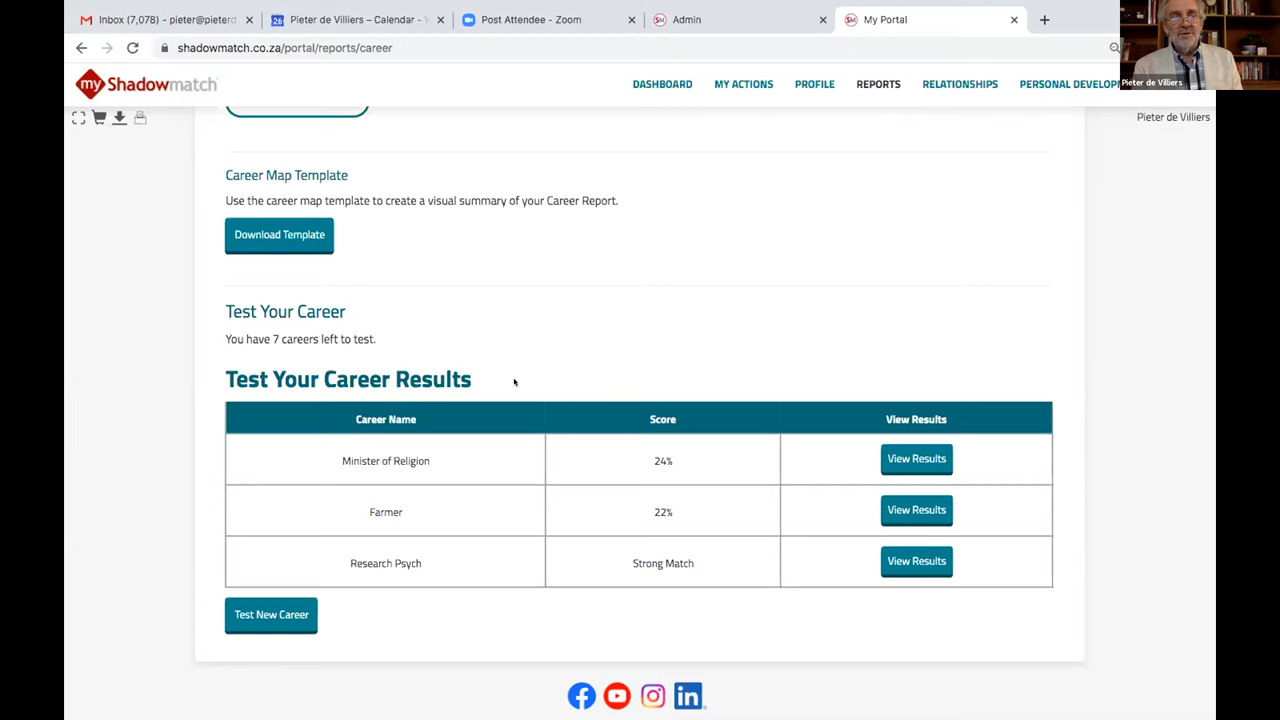 Inbox (7,078) - pieter@pieterd
Pieter de Villiers – Calendar -
Post Attendee - Zoom
Admin
My Portal
shadowmatch.co.za/portal/reports/career
Pieter de Villiers
my Shadowmatch
DASHBOARD
MY ACTIONS
PROFILE
REPORTS
RELATIONSHIPS
PERSONAL DEVELOPM
Pieter de Villiers
Career Map Template
Use the career map template to create a visual summary of your Career Report.
Download Template
Test Your Career
You have 7 careers left to test.
Test Your Career Results
Career Name Score View Results
Minister of Religion 24% View Results
Farmer 22% View Results
Research Psych Strong Match View Results
Test New Career